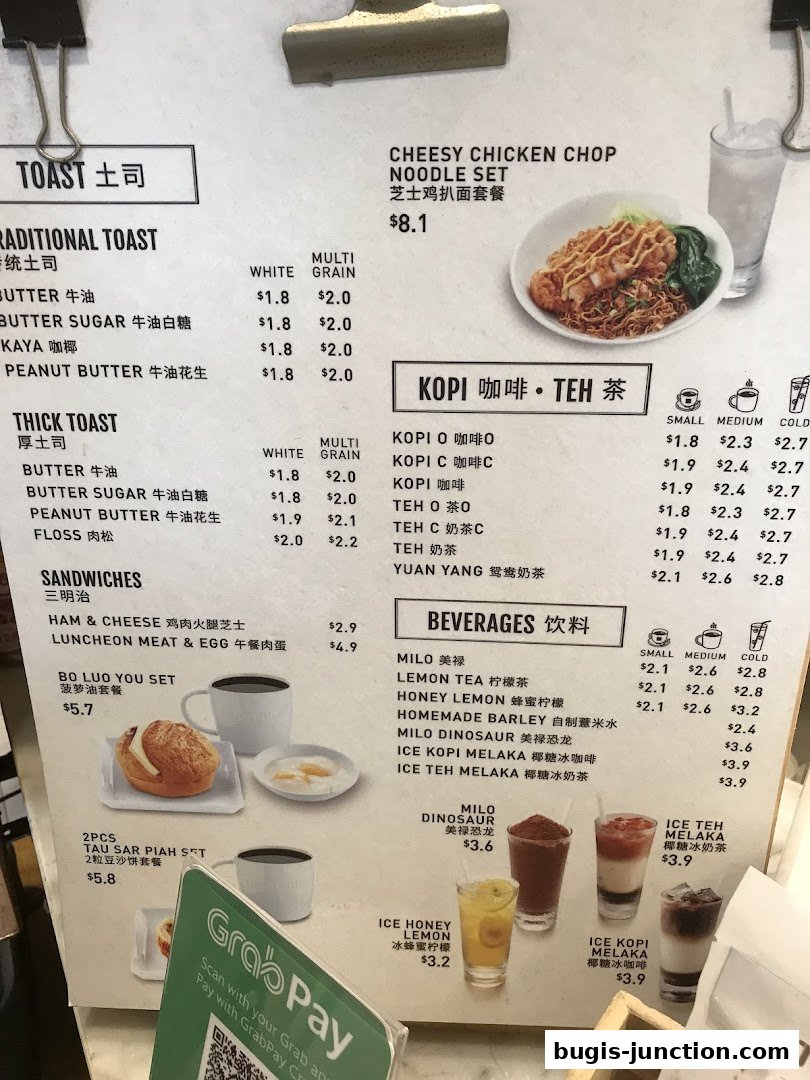 TOAST 土司
RADITIONAL TOAST
统土司
WHITE MULTI GRAIN
BUTTER 牛油 $1.8 $2.0
BUTTER SUGAR 牛油白糖 $1.8 $2.0
KAYA 咖椰 $1.8 $2.0
PEANUT BUTTER 牛油花生 $1.8 $2.0
THICK TOAST
厚土司
WHITE MULTI GRAIN
BUTTER 牛油 $1.8 $2.0
BUTTER SUGAR 牛油白糖 $1.8 $2.0
PEANUT BUTTER 牛油花生 $1.9 $2.1
FLOSS 肉松 $2.0 $2.2
SANDWICHES
三明治
HAM & CHEESE 鸡肉火腿芝士 $2.9
LUNCHEON MEAT & EGG 午餐肉蛋 $4.9
BO LUO YOU SET
菠萝油套餐
$5.7
2PCS
TAU SAR PIAH SET
2粒豆沙饼套餐
$5.8
CHEESY CHICKEN CHOP
NOODLE SET
芝士鸡扒面套餐
$8.1
KOPI 咖啡 • TEH 茶
SMALL MEDIUM COLD
KOPI O 咖啡O $1.8 $2.3 $2.7
KOPI C 咖啡C $1.9 $2.4 $2.7
KOPI 咖啡 $1.9 $2.4 $2.7
TEH O 茶O $1.8 $2.3 $2.7
TEH C 奶茶C $1.9 $2.4 $2.7
TEH 奶茶 $1.9 $2.4 $2.7
YUAN YANG 鸳鸯奶茶 $2.1 $2.6 $2.8
BEVERAGES 饮料
SMALL MEDIUM COLD
MILO 美禄 $2.1 $2.6 $2.8
LEMON TEA 柠檬茶 $2.1 $2.6 $2.8
HONEY LEMON 蜂蜜柠檬 $2.1 $2.6 $3.2
HOMEMADE BARLEY 自制薏米水 $2.4
MILO DINOSAUR 美禄恐龙 $3.6
ICE KOPI MELAKA 椰糖冰咖啡 $3.9
ICE TEH MELAKA 椰糖冰奶茶 $3.9
MILO
DINOSAUR
美禄恐龙
$3.6
ICE TEH
MELAKA
椰糖冰奶茶
$3.9
ICE HONEY
LEMON
冰蜂蜜柠檬
$3.2
ICE KOPI
MELAKA
椰糖冰咖啡
$3.9
GrabPay
Scan with your Grab
Pay with GrabPay
bugis-junction.com